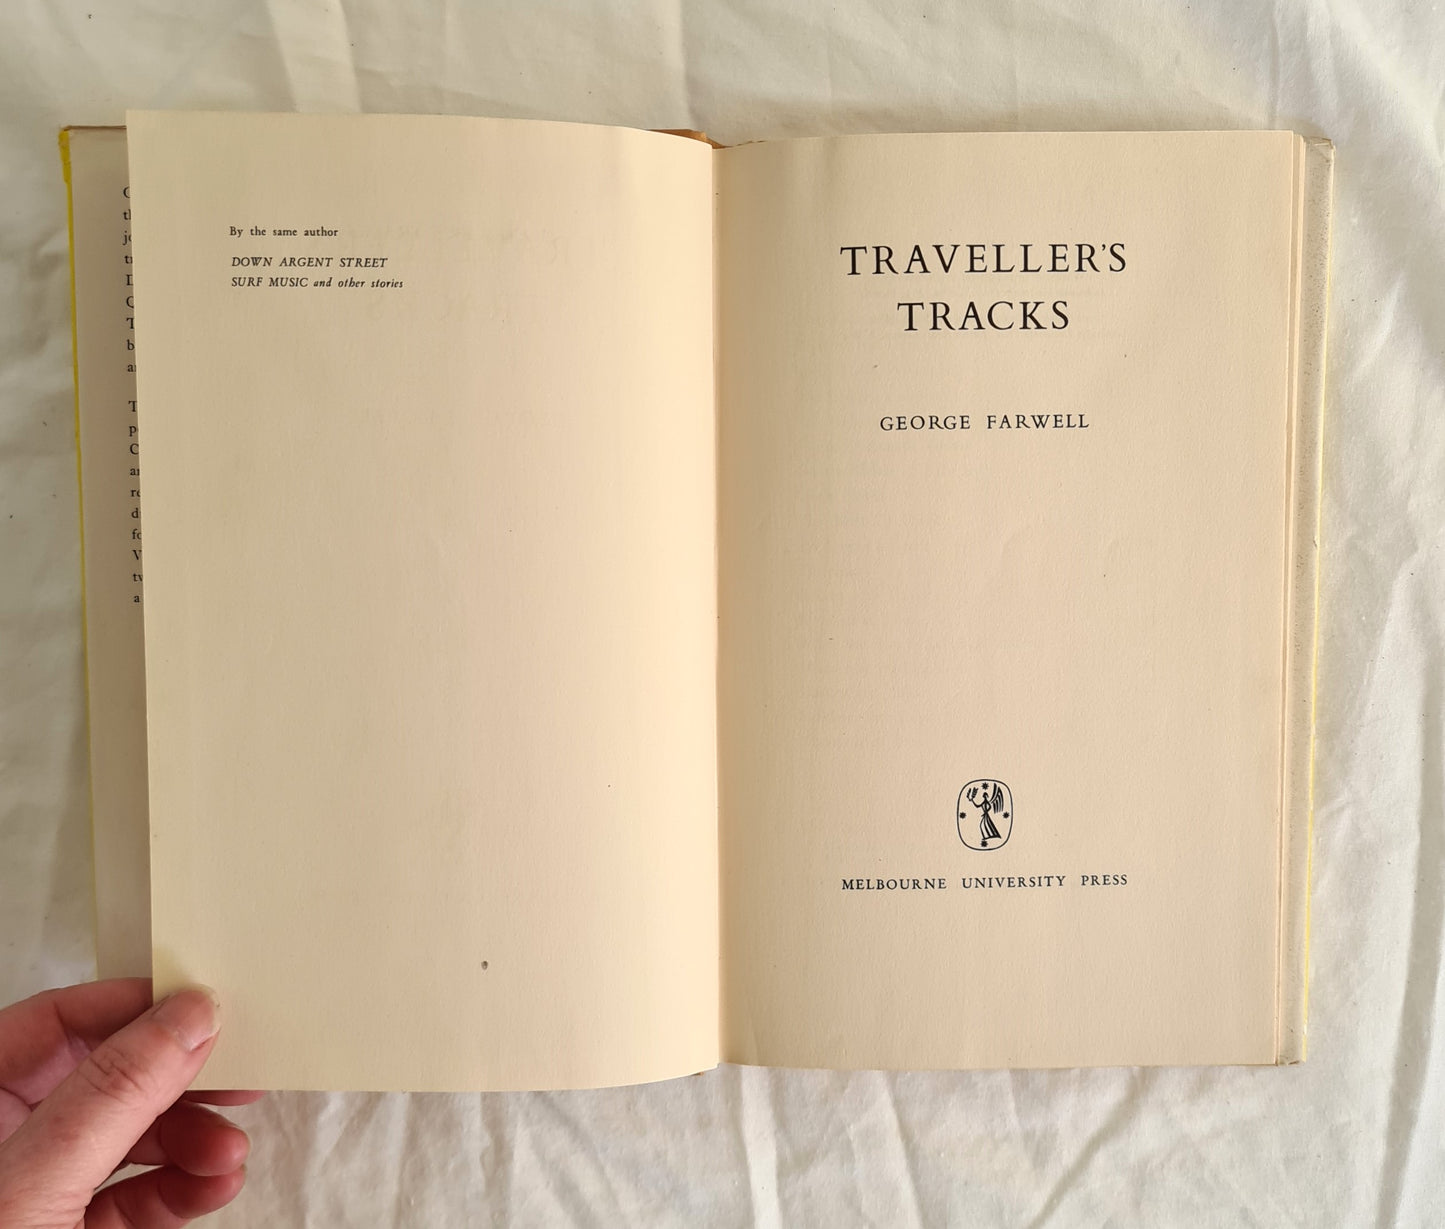 By the same author
DOWN ARGENT STREET
SURF MUSIC and other stories
TRAVELLER'S
TRACKS
GEORGE FARWELL
MELBOURNE UNIVERSITY PRESS